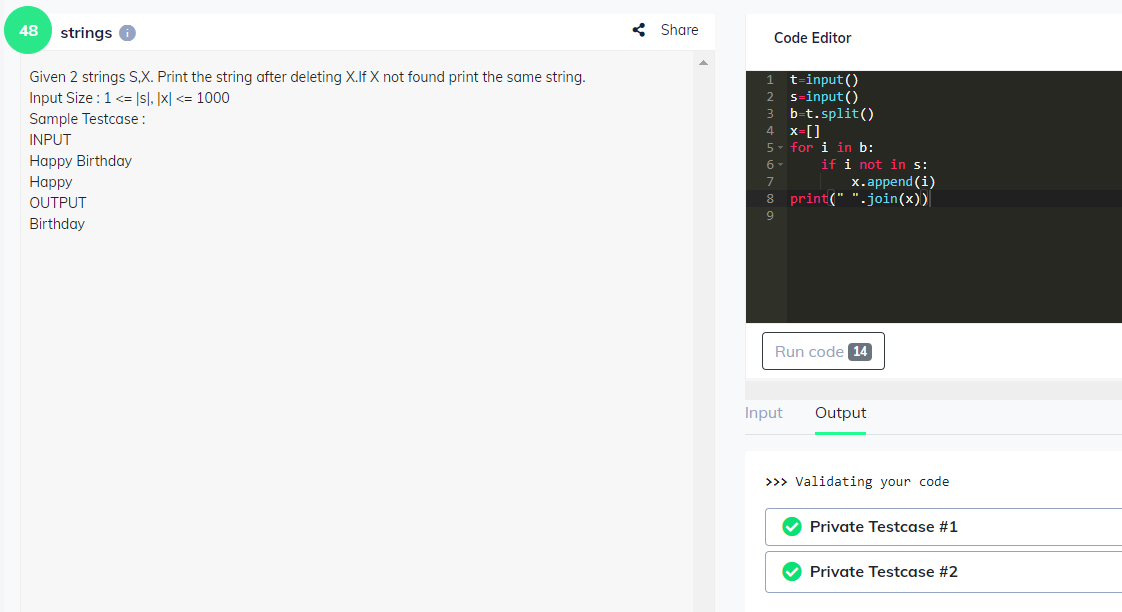 48 strings i Share
Given 2 strings S,X. Print the string after deleting X.If X not found print the same string.
Input Size : 1 <= |s|, |x| <= 1000
Sample Testcase :
INPUT
Happy Birthday
Happy
OUTPUT
Birthday
Code Editor
1 t=input()
2 s=input()
3 b=t.split()
4 x=[]
5 for i in b:
6     if i not in s:
7         x.append(i)
8 print(" ".join(x))
9
Run code 14
Input Output
>>> Validating your code
Private Testcase #1
Private Testcase #2